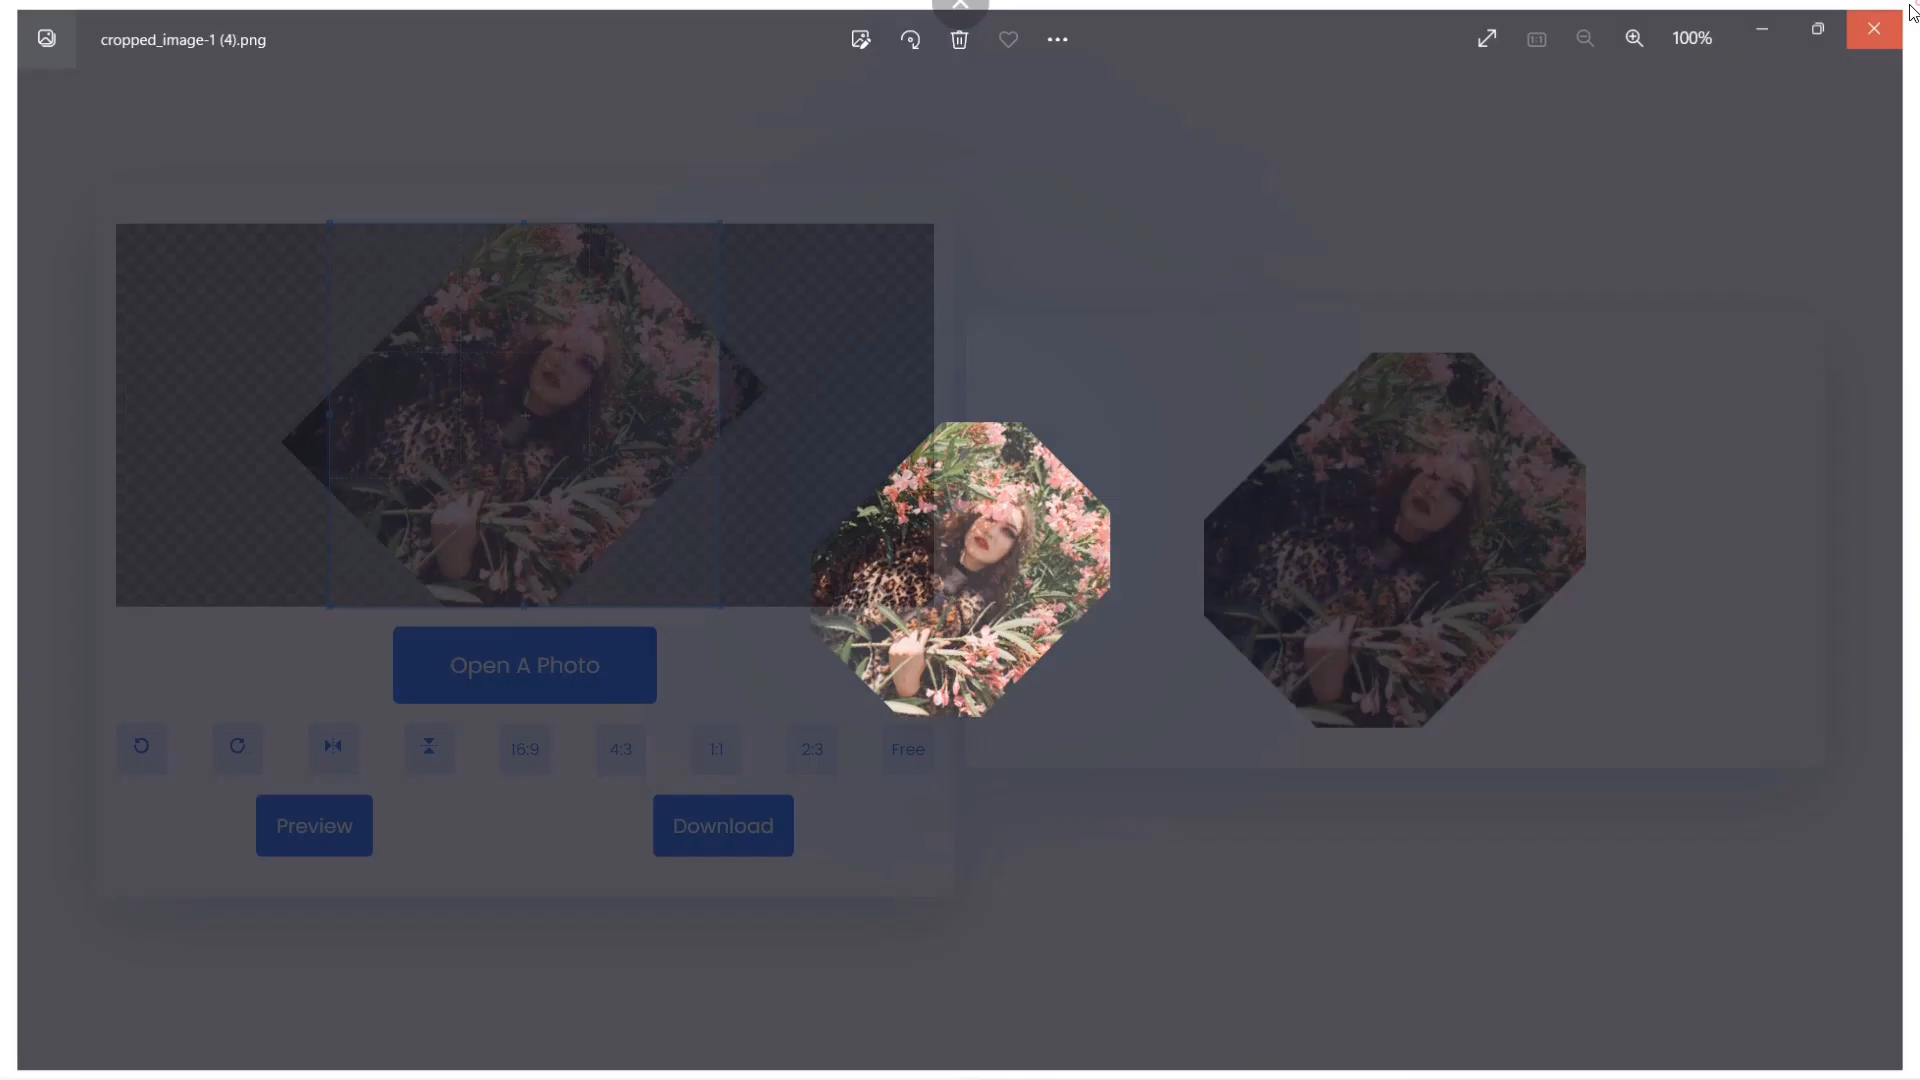 cropped_image-1 (4).png
100%
Open A Photo
16:9 4:3 1:1 2:3 Free
Preview Download